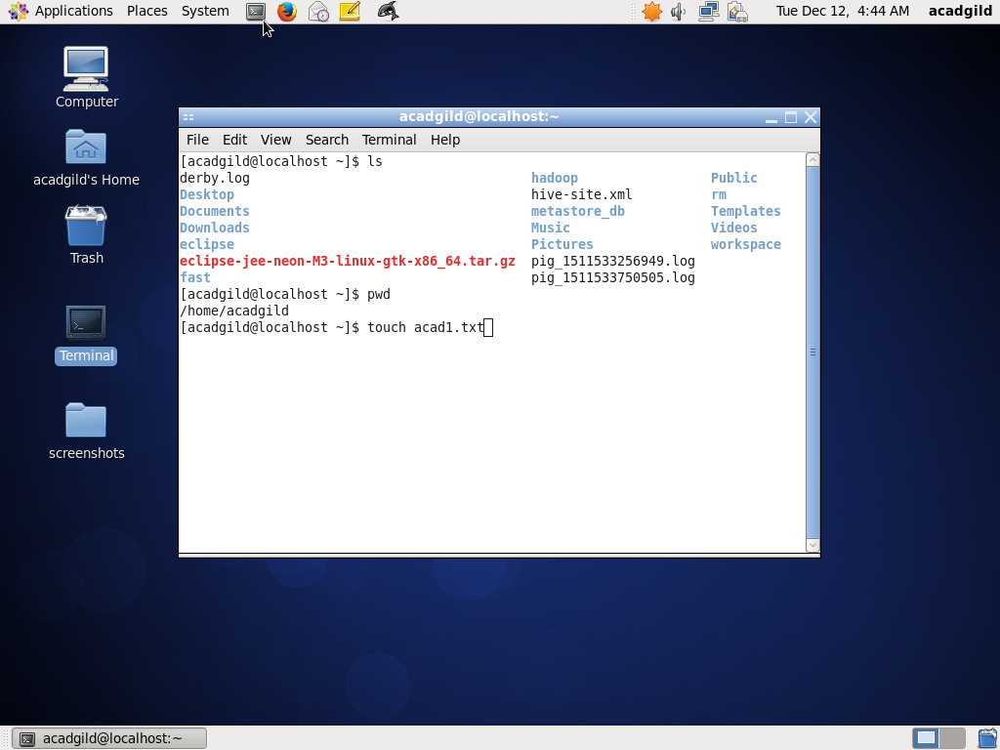 Applications Places System Tue Dec 12, 4:44 AM acadgild
Computer
acadgild's Home
Trash
Terminal
screenshots
acadgild@localhost:~
File Edit View Search Terminal Help
[acadgild@localhost ~]$ ls
derby.log hadoop Public
Desktop hive-site.xml rm
Documents metastore_db Templates
Downloads Music Videos
eclipse Pictures workspace
eclipse-jee-neon-M3-linux-gtk-x86_64.tar.gz pig_1511533256949.log
fast pig_1511533750505.log
[acadgild@localhost ~]$ pwd
/home/acadgild
[acadgild@localhost ~]$ touch acad1.txt
acadgild@localhost:~